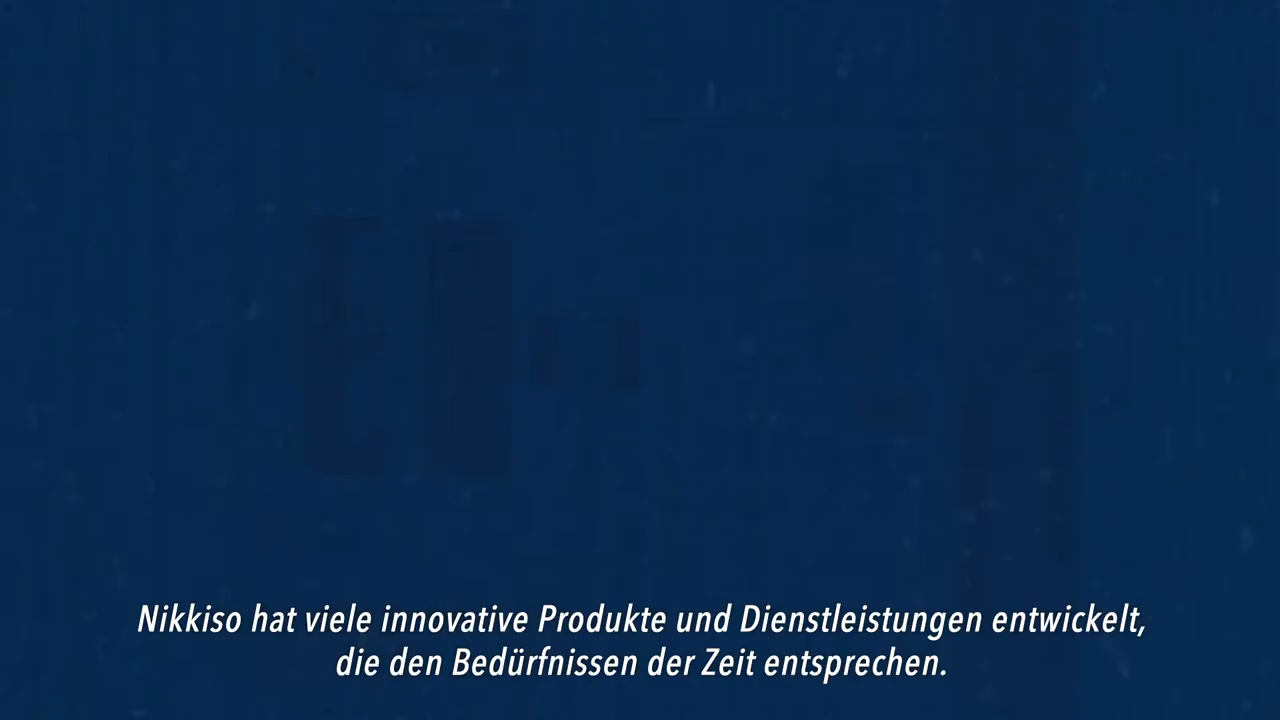 Nikkiso hat viele innovative Produkte und Dienstleistungen entwickelt,
die den Bedürfnissen der Zeit entsprechen.